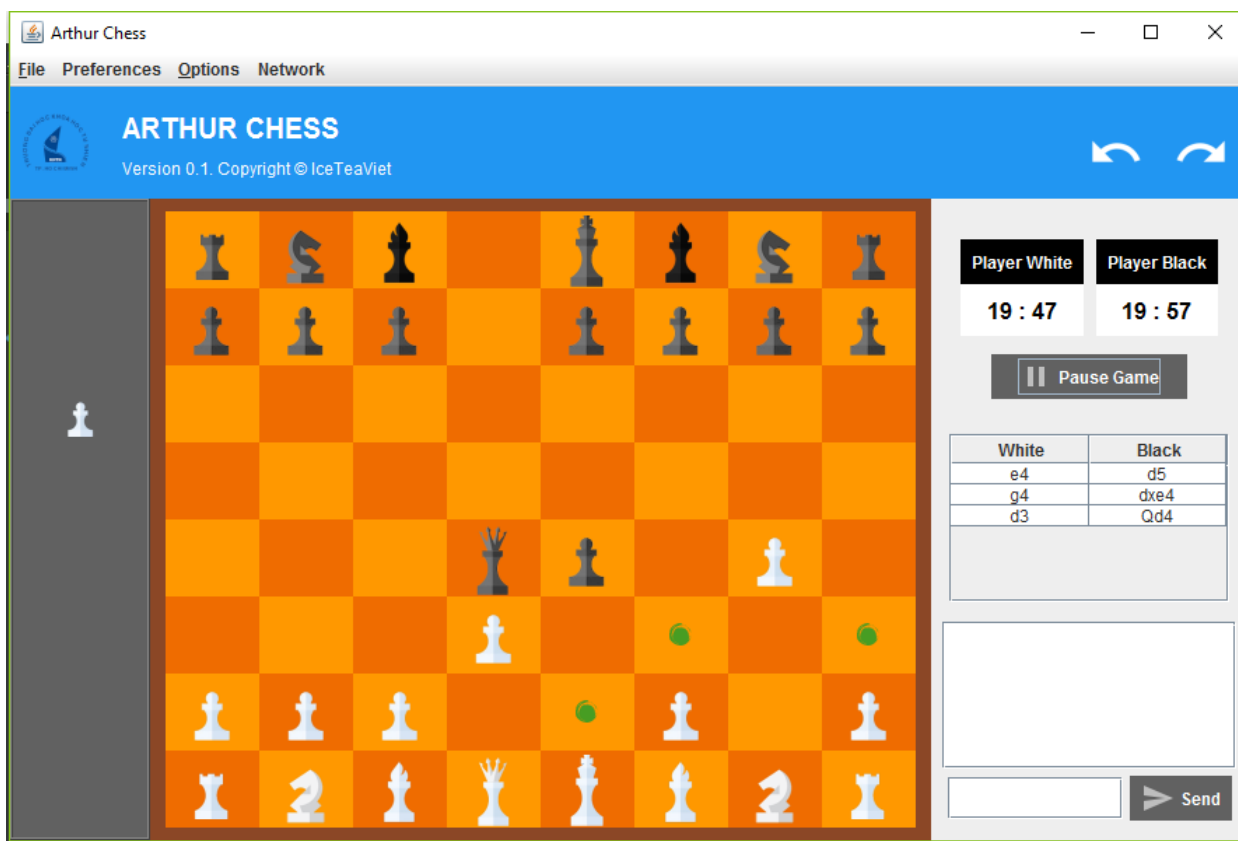 Arthur Chess
File Preferences Options Network
ARTHUR CHESS
Version 0.1. Copyright © IceTeaViet
Player White Player Black
19 : 47 19 : 57
Pause Game
White Black
e4 d5
g4 dxe4
d3 Qd4
Send